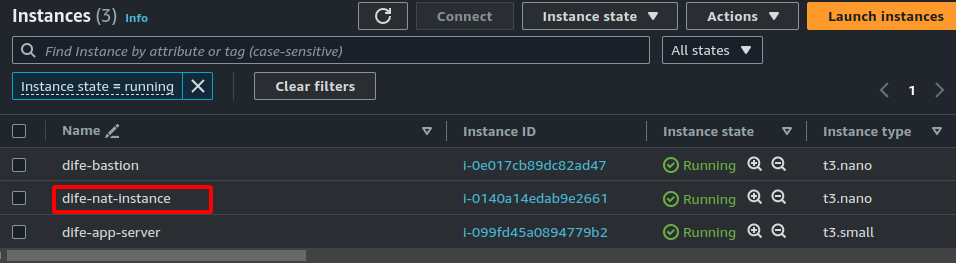 Instances (3) Info Connect Instance state Actions Launch instances
Find Instance by attribute or tag (case-sensitive) All states
Instance state = running Clear filters 1
Name Instance ID Instance state Instance type
dife-bastion i-0e017cb89dc82ad47 Running t3.nano
dife-nat-instance i-0140a14edab9e2661 Running t3.nano
dife-app-server i-099fd45a0894779b2 Running t3.small